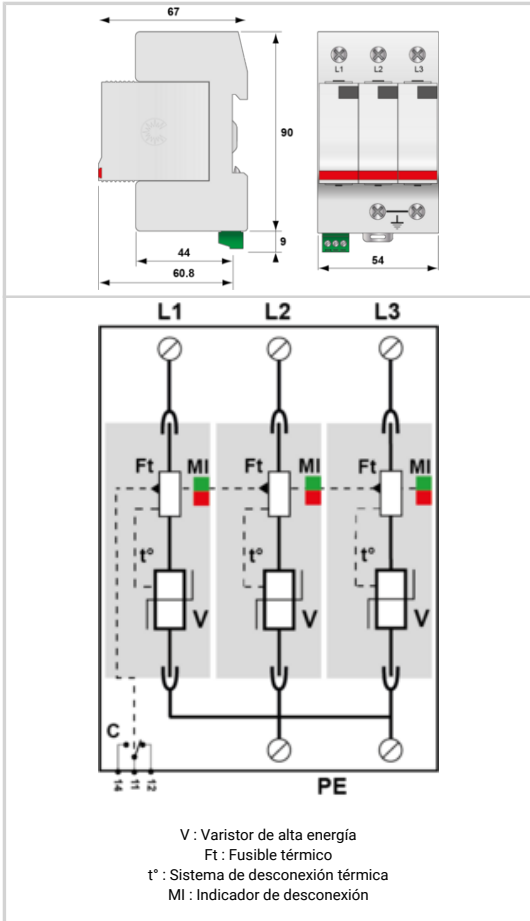 67
L1 L2 L3
90
9
44
60.8
54
L1 L2 L3
Ft MI Ft MI Ft MI
t° t° t°
V V V
C
14 11 12
PE
V : Varistor de alta energía
Ft : Fusible térmico
t° : Sistema de desconexión térmica
MI : Indicador de desconexión